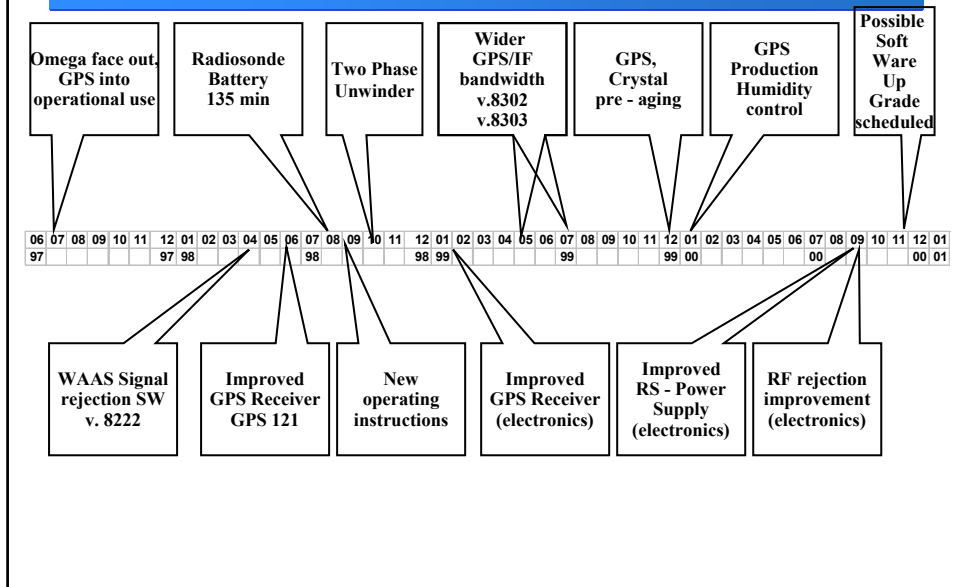 Omega face out,
GPS into
operational use
Radiosonde
Battery
135 min
Two Phase
Unwinder
Wider
GPS/IF
bandwidth
v.8302
v.8303
GPS,
Crystal
pre - aging
GPS
Production
Humidity
control
Possible
Soft
Ware
Up
Grade
scheduled
06 07 08 09 10 11 12 01 02 03 04 05 06 07 08 09 10 11 12 01 02 03 04 05 06 07 08 09 10 11 12 01 02 03 04 05 06 07 08 09 10 11 12 01
97 97 98 98 98 99 99 99 00 00 00 01
WAAS Signal
rejection SW
v. 8222
Improved
GPS Receiver
GPS 121
New
operating
instructions
Improved
GPS Receiver
(electronics)
Improved
RS - Power
Supply
(electronics)
RF rejection
improvement
(electronics)